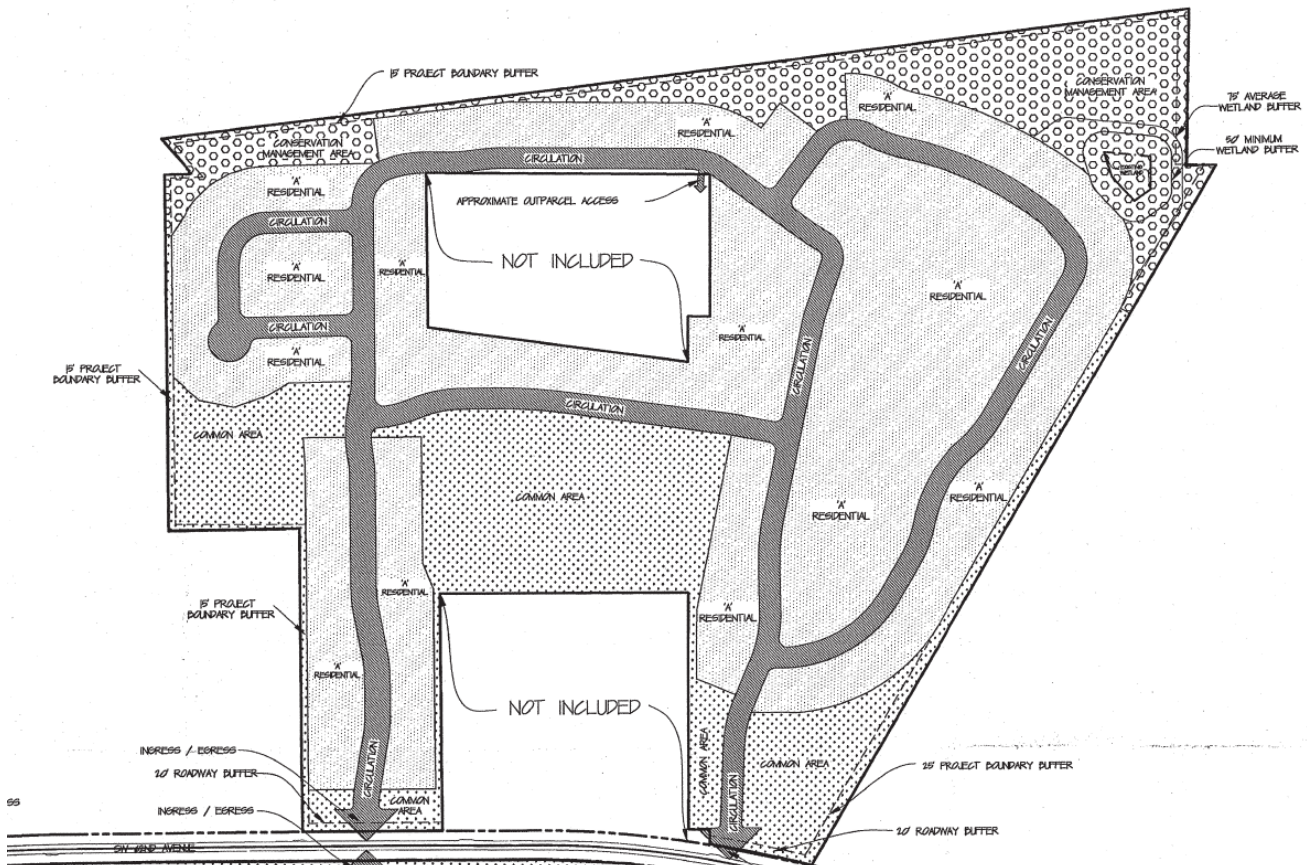 15' PROJECT BOUNDARY BUFFER
'A'
RESIDENTIAL
CONSERVATION
MANAGEMENT AREA
75' AVERAGE
WETLAND BUFFER
50' MINIMUM
WETLAND BUFFER
'A'
RESIDENTIAL
CONSERVATION
MANAGEMENT AREA
CIRCULATION
WETLAND
'A'
RESIDENTIAL
APPROXIMATE OUTPARCEL ACCESS
CIRCULATION
NOT INCLUDED
'A'
RESIDENTIAL
'A'
RESIDENTIAL
'A'
RESIDENTIAL
CIRCULATION
'A'
RESIDENTIAL
CIRCULATION
'A'
RESIDENTIAL
CIRCULATION
15' PROJECT
BOUNDARY BUFFER
CIRCULATION
COMMON AREA
COMMON AREA
'A'
RESIDENTIAL
'A'
RESIDENTIAL
'A'
RESIDENTIAL
15' PROJECT
BOUNDARY BUFFER
'A'
RESIDENTIAL
'A'
RESIDENTIAL
NOT INCLUDED
INGRESS / EGRESS
CIRCULATION
COMMON AREA
COMMON AREA
25' PROJECT BOUNDARY BUFFER
20' ROADWAY BUFFER
COMMON
AREA
CIRCULATION
SS
INGRESS / EGRESS
20' ROADWAY BUFFER